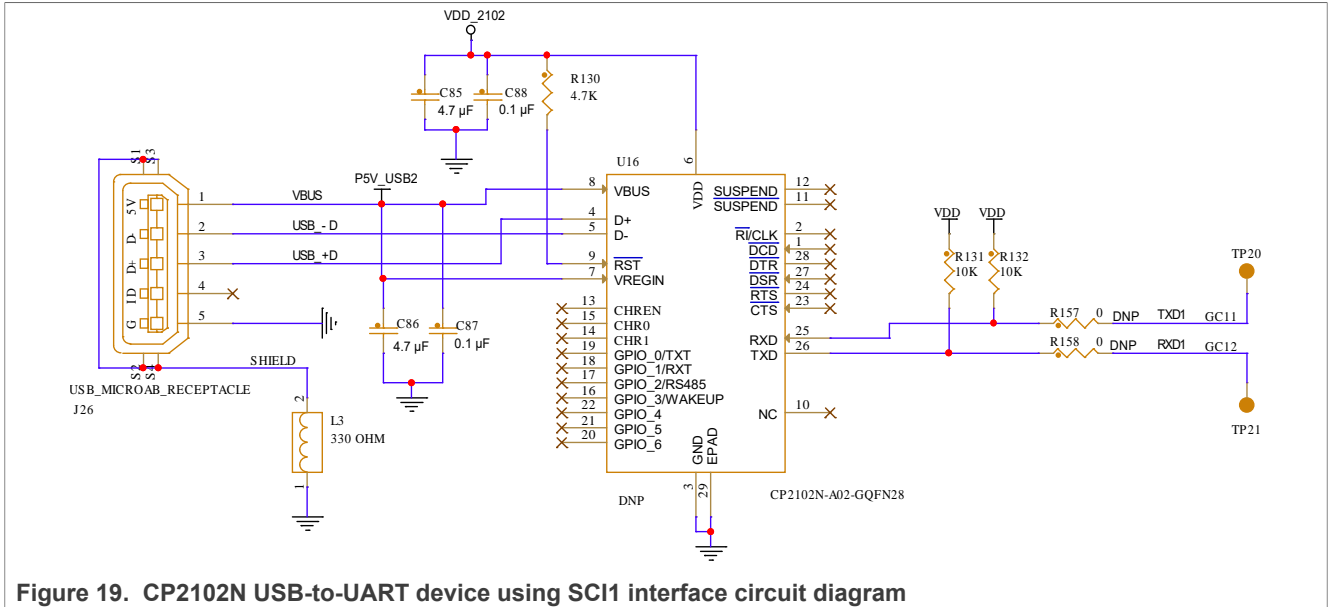 VDD_2102
C85
4.7 µF
C88
0.1 µF
R130
4.7K
S1
S3
5V
D-
D+
ID
G
1
2
3
4
5
S2
S4
USB_MICROAB_RECEPTACLE
J26
VBUS
USB_- D
USB_+D
SHIELD
2
L3
330 OHM
1
P5V_USB2
C86
4.7 µF
C87
0.1 µF
U16
6
VDD
8 VBUS
4 D+
5 D-
9 RST
7 VREGIN
13 CHREN
15 CHR0
14 CHR1
19 GPIO_0/TXT
18 GPIO_1/RXT
17 GPIO_2/RS485
16 GPIO_3/WAKEUP
22 GPIO_4
21 GPIO_5
20 GPIO_6
SUSPEND 12
SUSPEND 11
RI/CLK 2
DCD 1
DTR 28
DSR 27
RTS 24
CTS 23
RXD 25
TXD 26
NC 10
GND
EPAD
3
29
DNP
CP2102N-A02-GQFN28
VDD
VDD
R131
10K
R132
10K
R157 0 DNP TXD1 GC11
R158 0 DNP RXD1 GC12
TP20
TP21
Figure 19. CP2102N USB-to-UART device using SCI1 interface circuit diagram